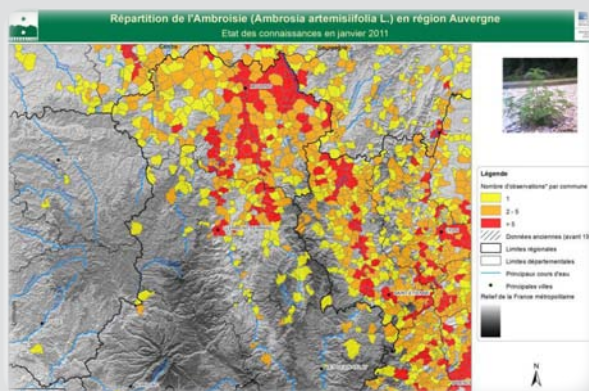 Répartition de l'Ambroisie (Ambrosia artemisiifolia L.) en région Auvergne
Etat des connaissances en janvier 2011
Légende
Nombre d'observations* par commune
1
2 - 5
> 5
Données anciennes (avant 19
Limites régionales
Limites départementales
Principaux cours d'eau
Principales villes
Relief de la France métropolitaine
N